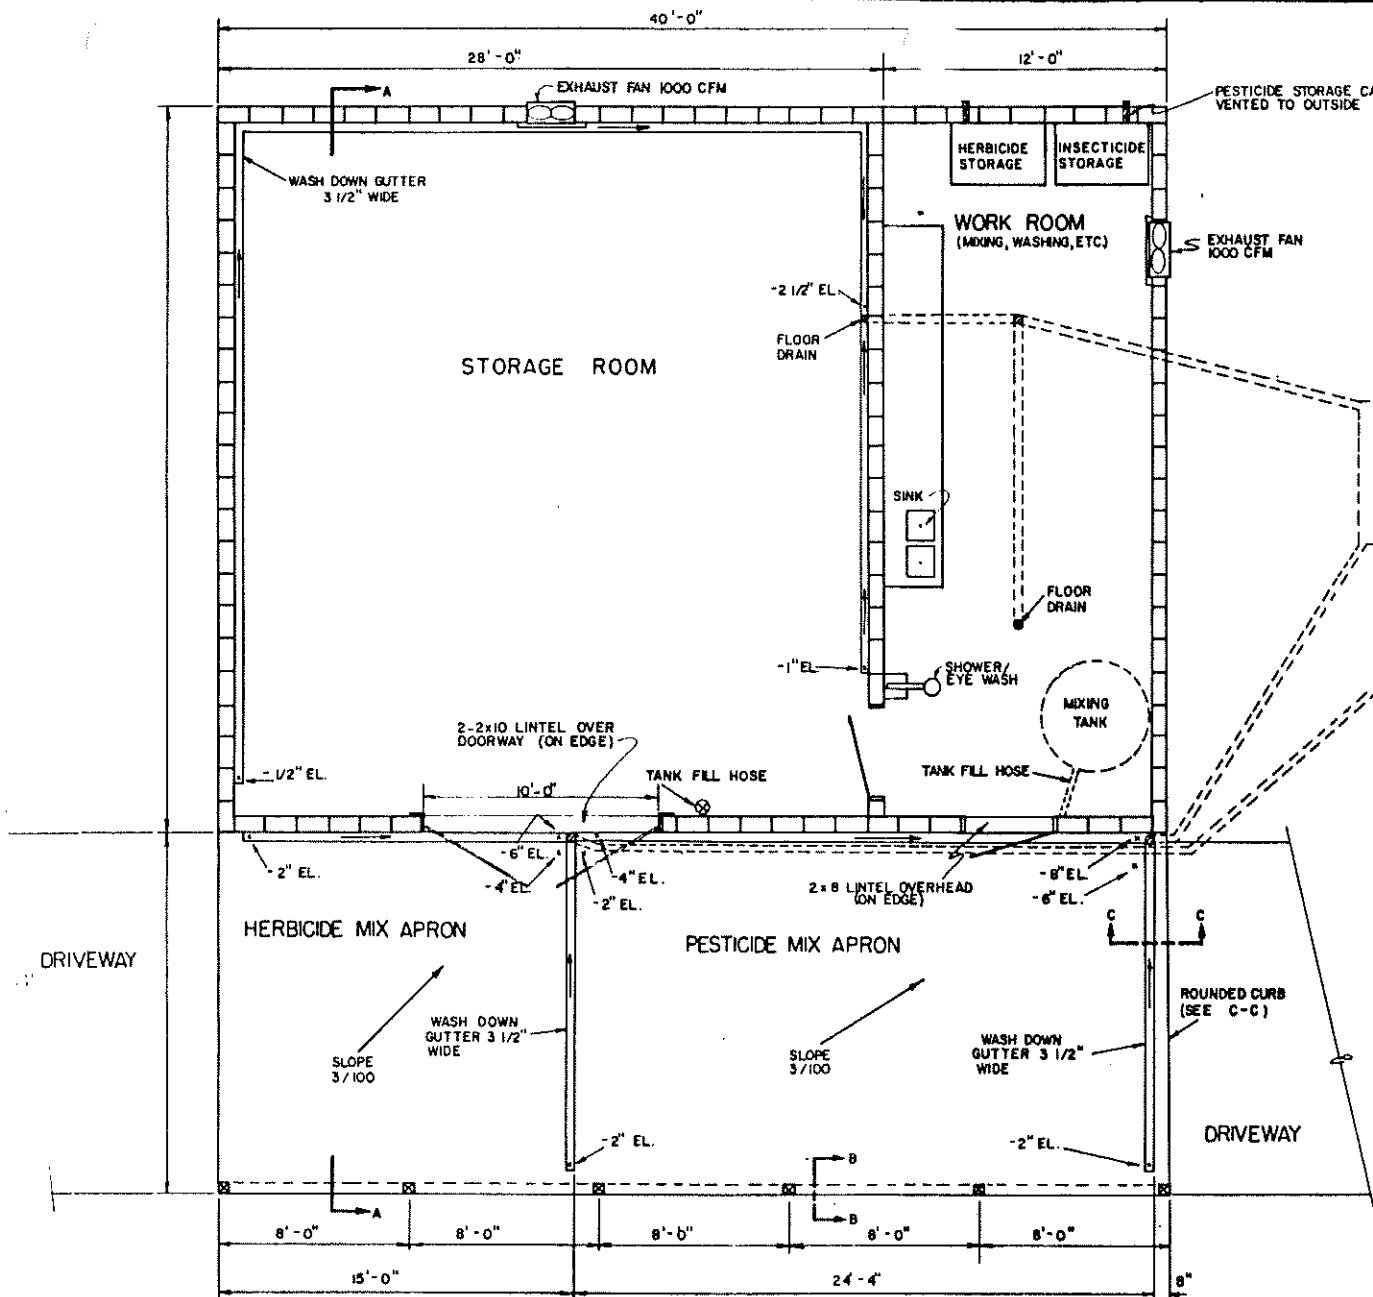 40'-0"
28'-0"
12'-0"
A
EXHAUST FAN 1000 CFM
PESTICIDE STORAGE CA
VENTED TO OUTSIDE
HERBICIDE
STORAGE
INSECTICIDE
STORAGE
WASH DOWN GUTTER
3 1/2" WIDE
WORK ROOM
(MIXING, WASHING, ETC.)
EXHAUST FAN
1000 CFM
-2 1/2" EL.
FLOOR
DRAIN
STORAGE ROOM
SINK
FLOOR
DRAIN
-1" EL.
SHOWER/
EYE WASH
MIXING
TANK
2-2x10 LINTEL OVER
DOORWAY (ON EDGE)
-1/2" EL.
10'-0"
TANK FILL HOSE
TANK FILL HOSE
-2" EL.
-6" EL.
-4" EL.
-4" EL.
-2" EL.
2x8 LINTEL OVERHEAD
(ON EDGE)
-8" EL.
-6" EL.
C
C
HERBICIDE MIX APRON
PESTICIDE MIX APRON
DRIVEWAY
ROUNDED CURB
(SEE C-C)
WASH DOWN
GUTTER 3 1/2"
WIDE
SLOPE
3/100
SLOPE
3/100
WASH DOWN
GUTTER 3 1/2"
WIDE
-2" EL.
-2" EL.
DRIVEWAY
B
A
B
8'-0"
8'-0"
8'-0"
8'-0"
8'-0"
15'-0"
24'-4"
8"